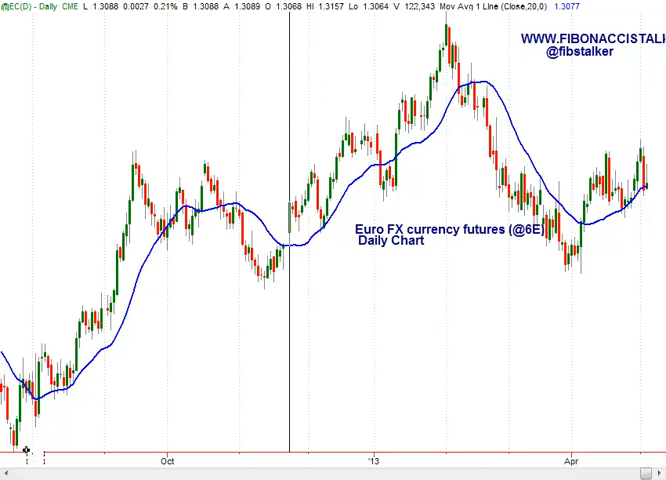 @EC(D) - Daily CME L 1.3088 0.0027 0.21% B 1.3088 A 1.3089 O 1.3068 HI 1.3157 Lo 1.3064 V 122,343 Mov Avg 1 Line (Close,20,0) 1.3077
WWW.FIBONACCISTAL
@fibstalker
Euro FX currency futures (@6E)
Daily Chart
Oct '13 Apr